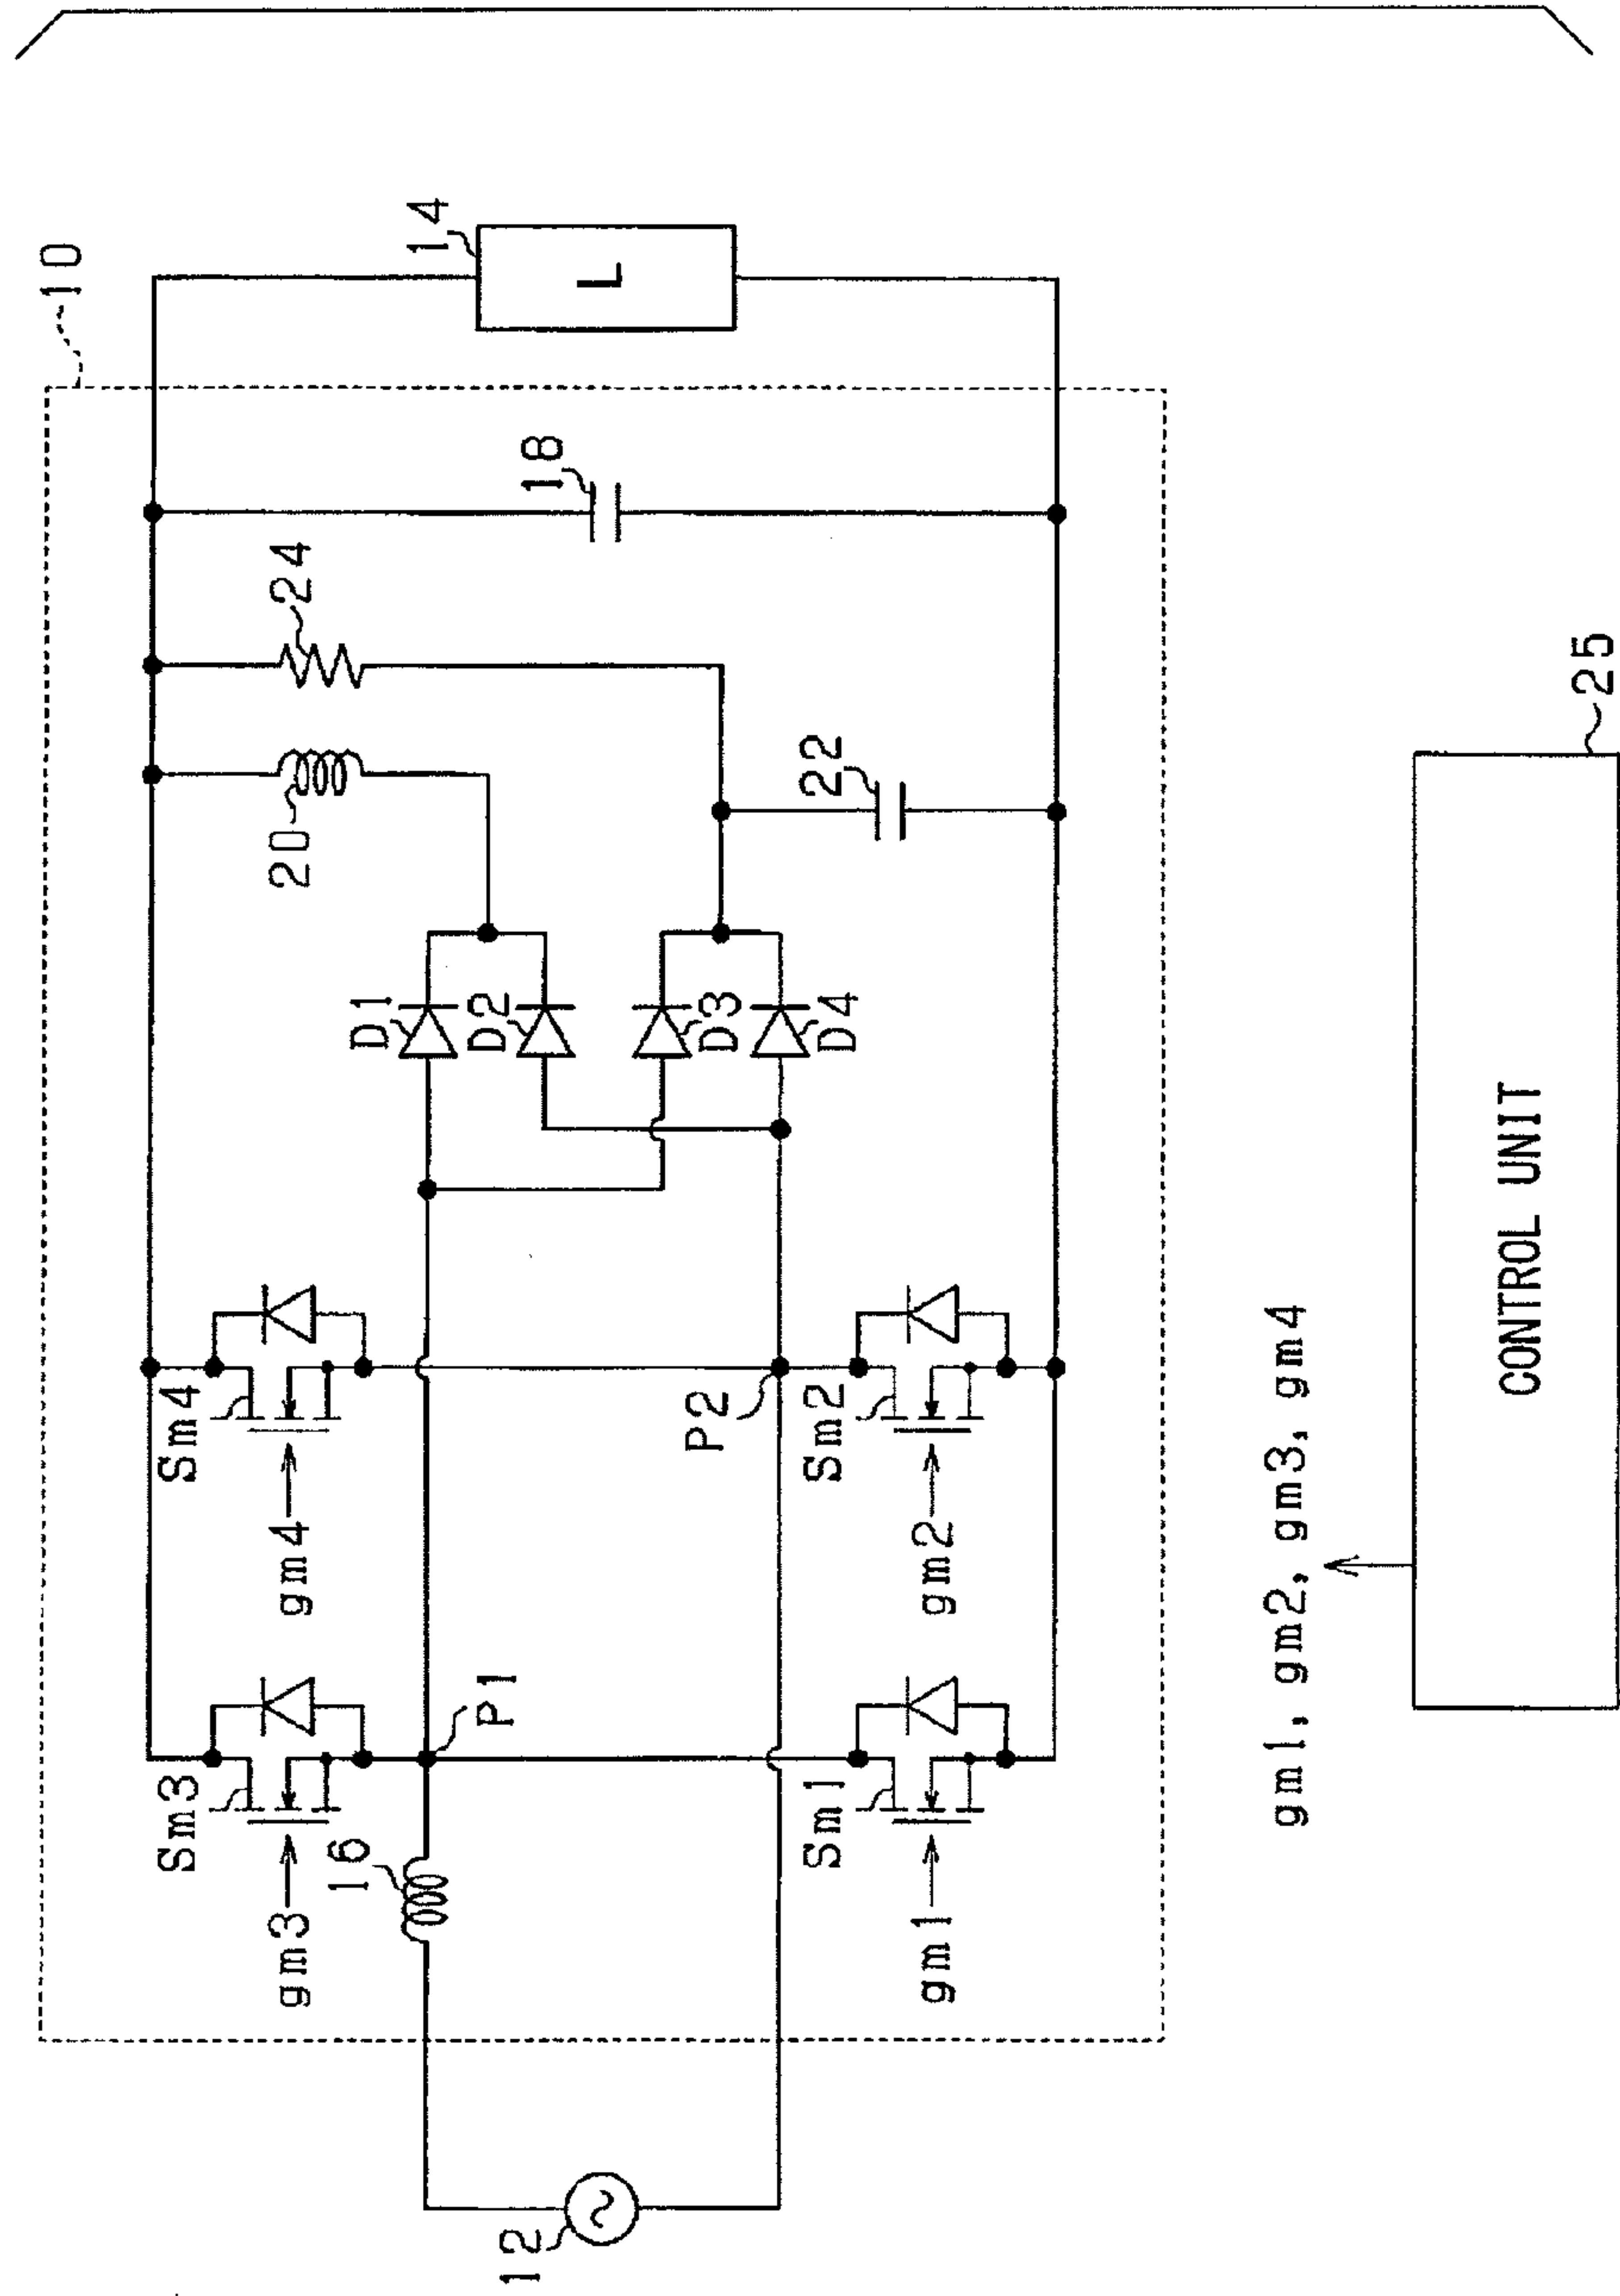 10
14
L
18
24
20
22
D1
D2
D3
D4
Sm4
gm4
P2
Sm2
gm2
Sm3
gm3
16
P1
Sm1
gm1
12
gm1, gm2, gm3, gm4
CONTROL UNIT
25